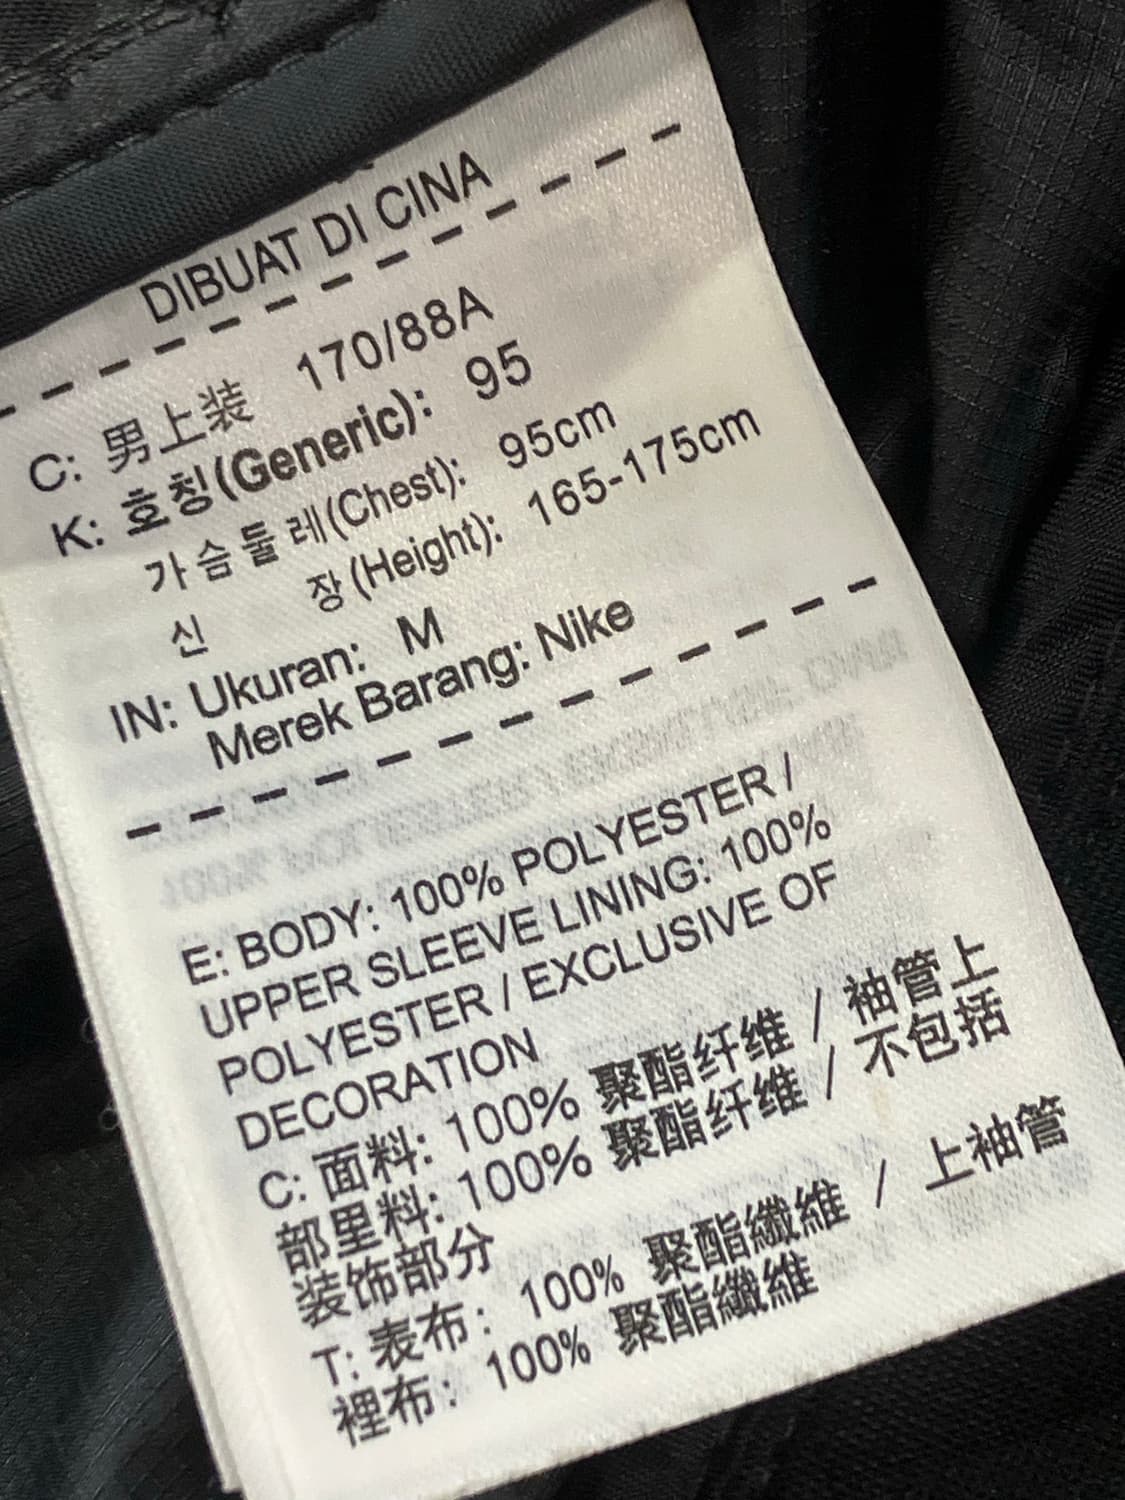 DIBUAT DI CINA
C: 男上装 170/88A
K: 호칭(Generic): 95
가슴둘레(Chest): 95cm
신 장(Height): 165-175cm
IN: Ukuran: M
Merek Barang: Nike
E: BODY: 100% POLYESTER /
UPPER SLEEVE LINING: 100%
POLYESTER / EXCLUSIVE OF
DECORATION
C: 面料: 100% 聚酯纤维 / 袖管上
部里料: 100% 聚酯纤维 / 不包括
装饰部分
T: 表布: 100% 聚酯纖維 / 上袖管
裡布: 100% 聚酯纖維